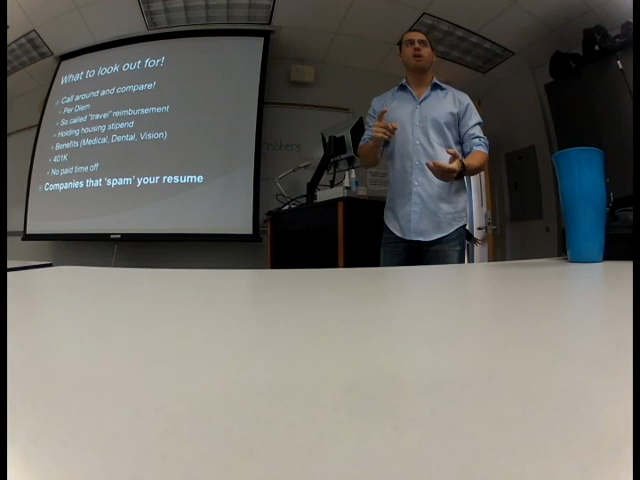 What to look out for!
Call around and compare!
- Per Diem
- So called "travel" reimbursement
- Holding housing stipend
- Benefits (Medical, Dental, Vision)
- 401K
- No paid time off
Companies that 'spam' your resume